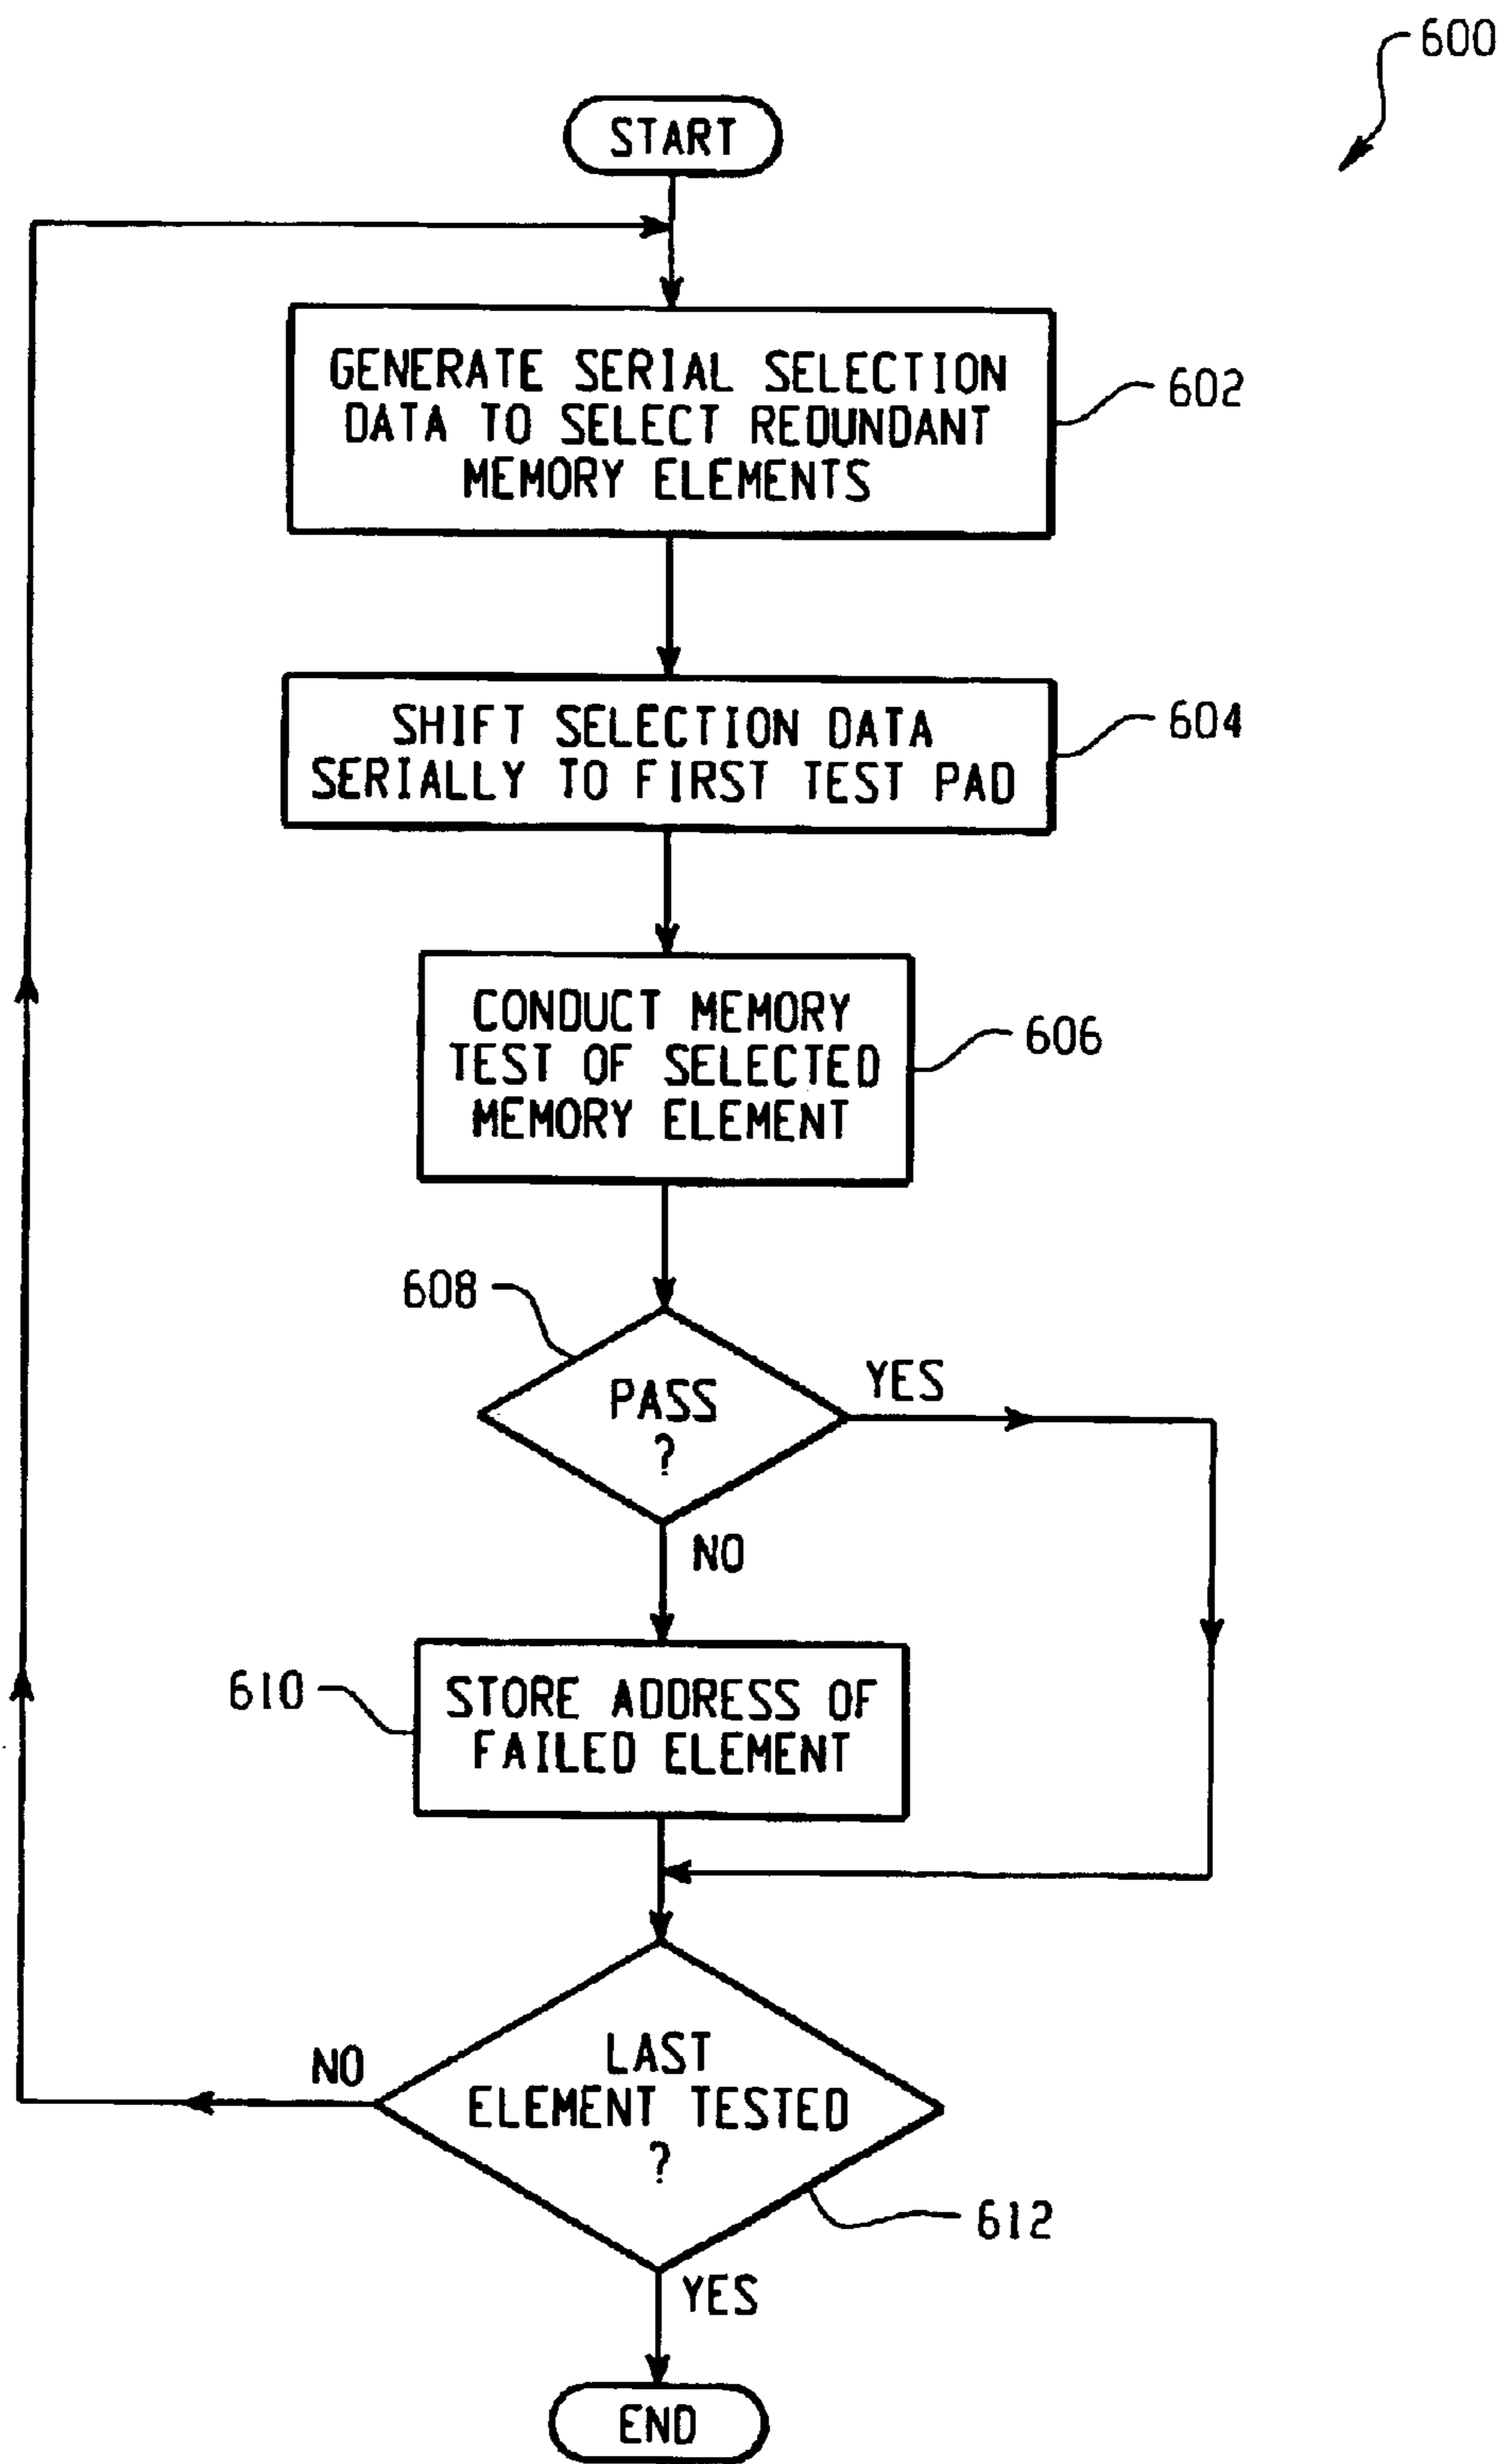 600
START
GENERATE SERIAL SELECTION
DATA TO SELECT REDUNDANT
MEMORY ELEMENTS
602
SHIFT SELECTION DATA
SERIALLY TO FIRST TEST PAD
604
CONDUCT MEMORY
TEST OF SELECTED
MEMORY ELEMENT
606
608
PASS
?
YES
NO
610
STORE ADDRESS OF
FAILED ELEMENT
NO
LAST
ELEMENT TESTED
?
612
YES
END